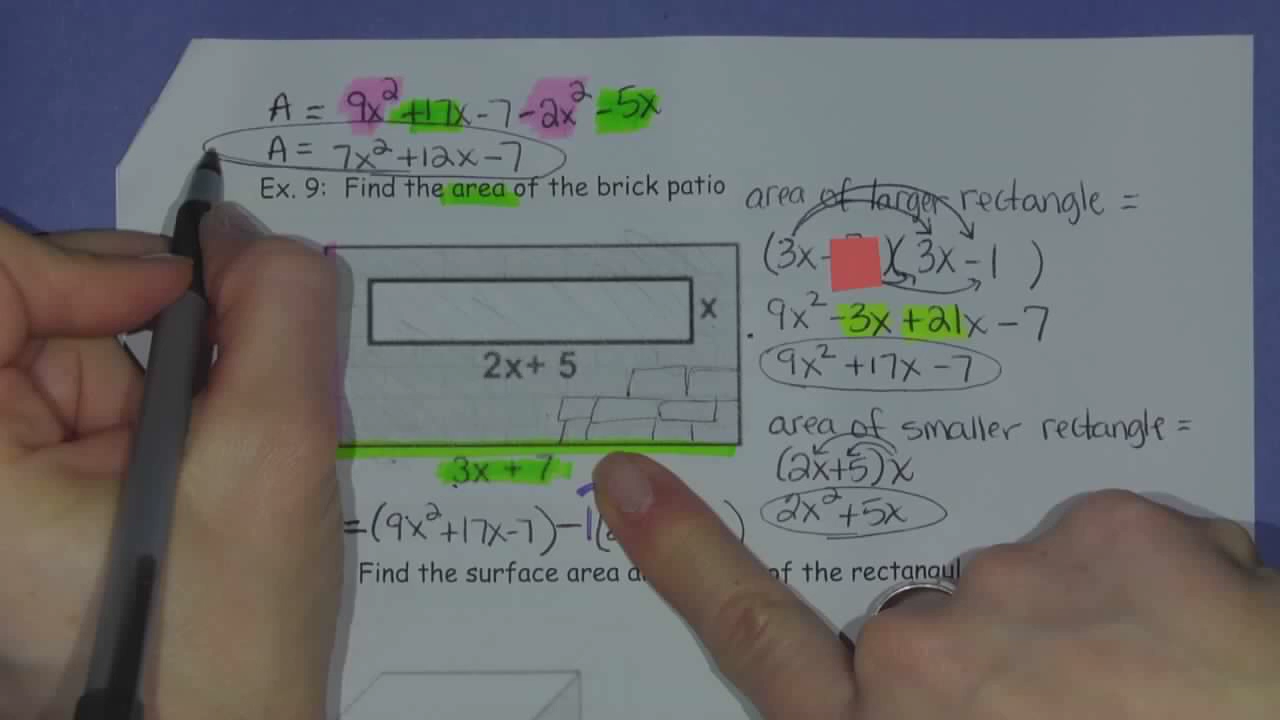 A = 9x² +17x - 7 - 2x² - 5x
A = 7x² + 12x - 7
Ex. 9: Find the area of the brick patio
x
2x+ 5
3x + 7
area of larger rectangle =
(3x- )(3x-1 )
9x² -3x +21x - 7
9x² +17x - 7
area of smaller rectangle =
(2x+5)x
2x² +5x
=(9x²+17x-7)-1( )
Find the surface area of the